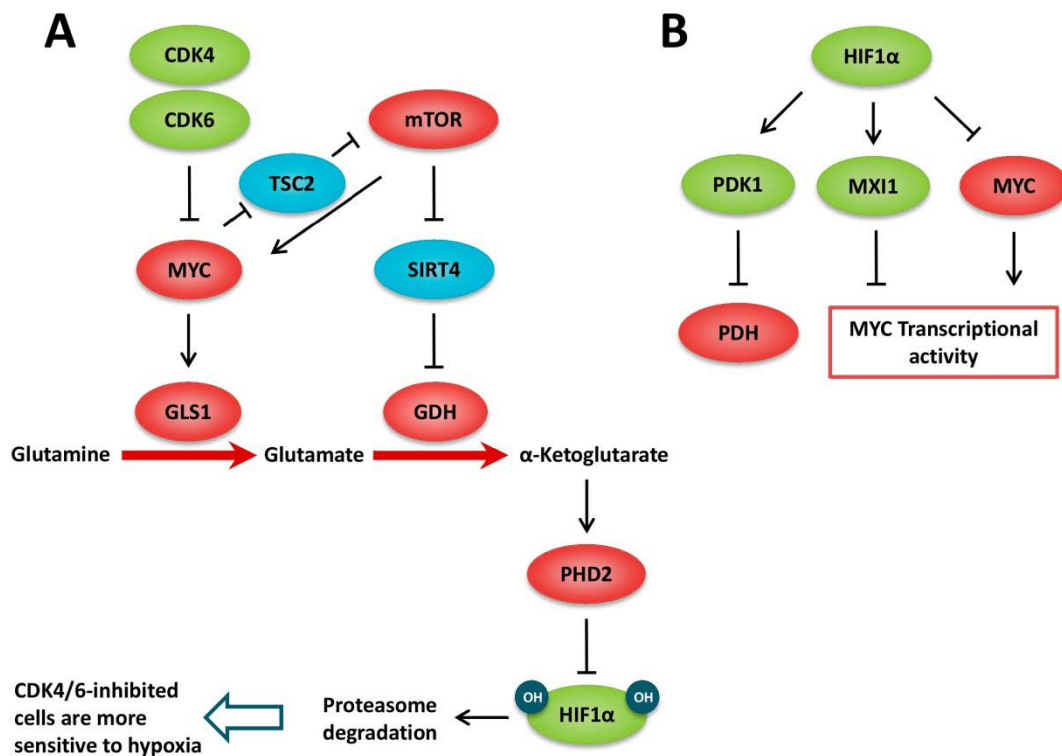 A
CDK4
CDK6
mTOR
TSC2
MYC
SIRT4
GLS1
GDH
Glutamine
Glutamate
α-Ketoglutarate
PHD2
OH
OH
HIF1α
Proteasome
degradation
CDK4/6-inhibited
cells are more
sensitive to hypoxia
B
HIF1α
PDK1
MXI1
MYC
PDH
MYC Transcriptional
activity